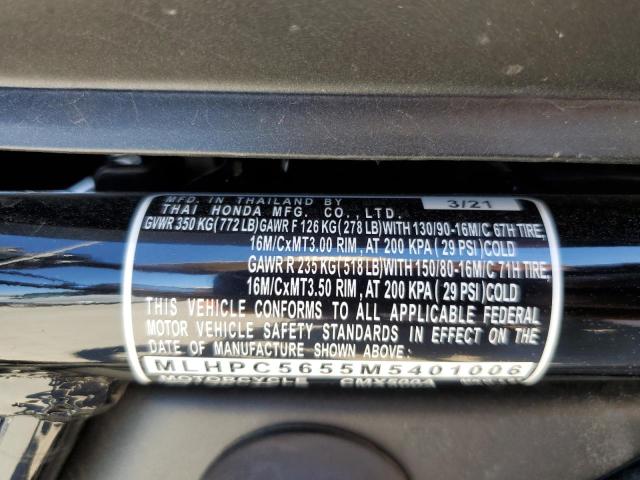 MFD. IN THAILAND BY 3/21
THAI HONDA MFG. CO., LTD.
GVWR 350 KG(772 LB)GAWR F 126 KG(278 LB)WITH 130/90-16M/C 67H TIRE,
16M/CxMT3.00 RIM, AT 200 KPA (29 PSI)COLD
GAWR R 235 KG(518 LB)WITH 150/80-16M/C 71H TIRE,
16M/CxMT3.50 RIM, AT 200 KPA (29 PSI)COLD
THIS VEHICLE CONFORMS TO ALL APPLICABLE FEDERAL
MOTOR VEHICLE SAFETY STANDARDS IN EFFECT ON THE
DATE OF MANUFACTURE SHOWN ABOVE:
MLHPC5655M5401006
MOTORCYCLE